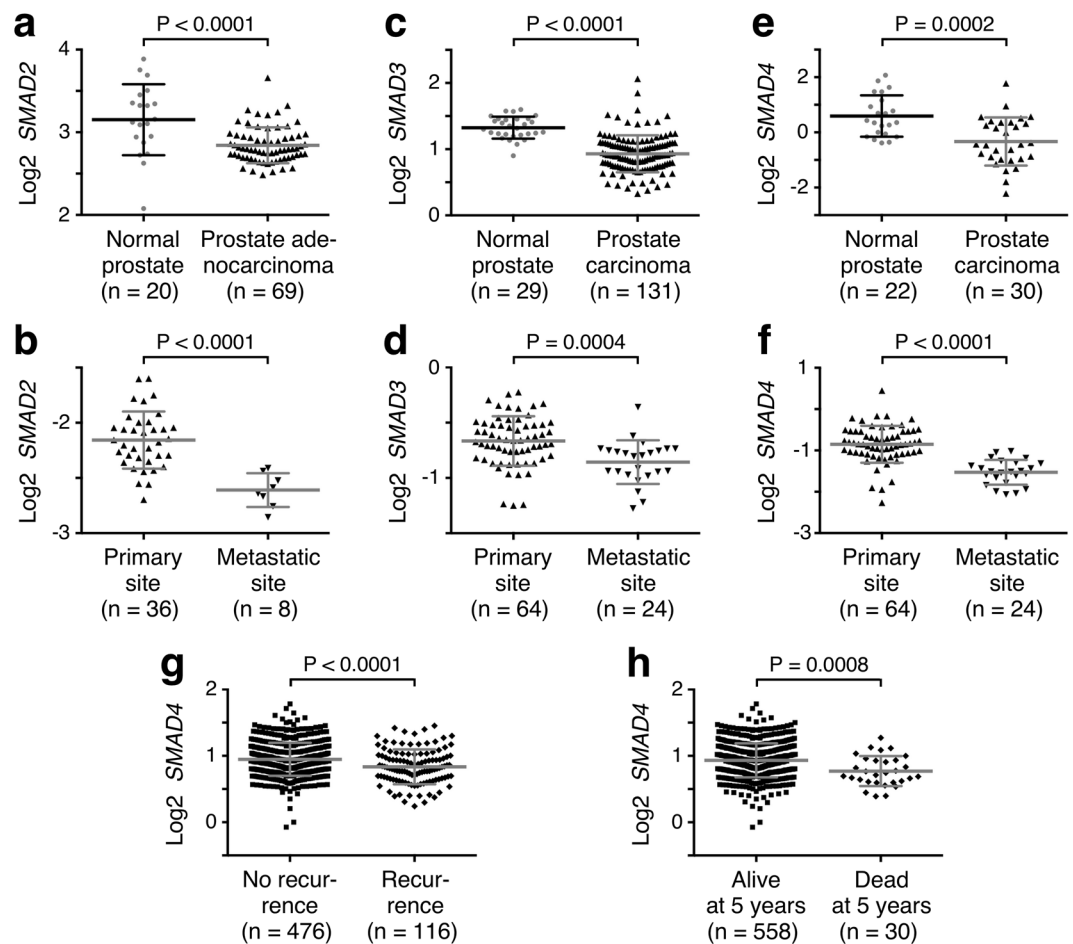 a
P < 0.0001
Log2 SMAD2
4
3
2
Normal
prostate
(n = 20)
Prostate ade-
nocarcinoma
(n = 69)
c
P < 0.0001
Log2 SMAD3
2
1
0
Normal
prostate
(n = 29)
Prostate
carcinoma
(n = 131)
e
P = 0.0002
Log2 SMAD4
2
0
-2
Normal
prostate
(n = 22)
Prostate
carcinoma
(n = 30)
b
P < 0.0001
Log2 SMAD2
-2
-3
Primary
site
(n = 36)
Metastatic
site
(n = 8)
d
P = 0.0004
Log2 SMAD3
-0
-1
Primary
site
(n = 64)
Metastatic
site
(n = 24)
f
P < 0.0001
Log2 SMAD4
1
-1
-3
Primary
site
(n = 64)
Metastatic
site
(n = 24)
g
P < 0.0001
Log2 SMAD4
2
1
0
No recur-
rrence
(n = 476)
Recur-
rrence
(n = 116)
h
P = 0.0008
Log2 SMAD4
2
1
0
Alive
at 5 years
(n = 558)
Dead
at 5 years
(n = 30)